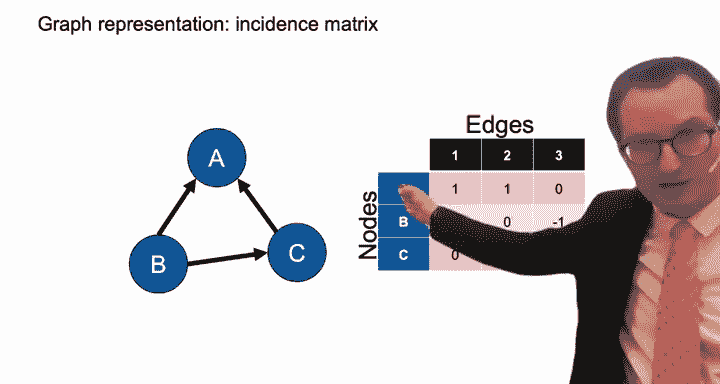 Graph representation: incidence matrix
A
B
C
Edges
Nodes
1 2 3
1 1 0
B 0 -1
C 0